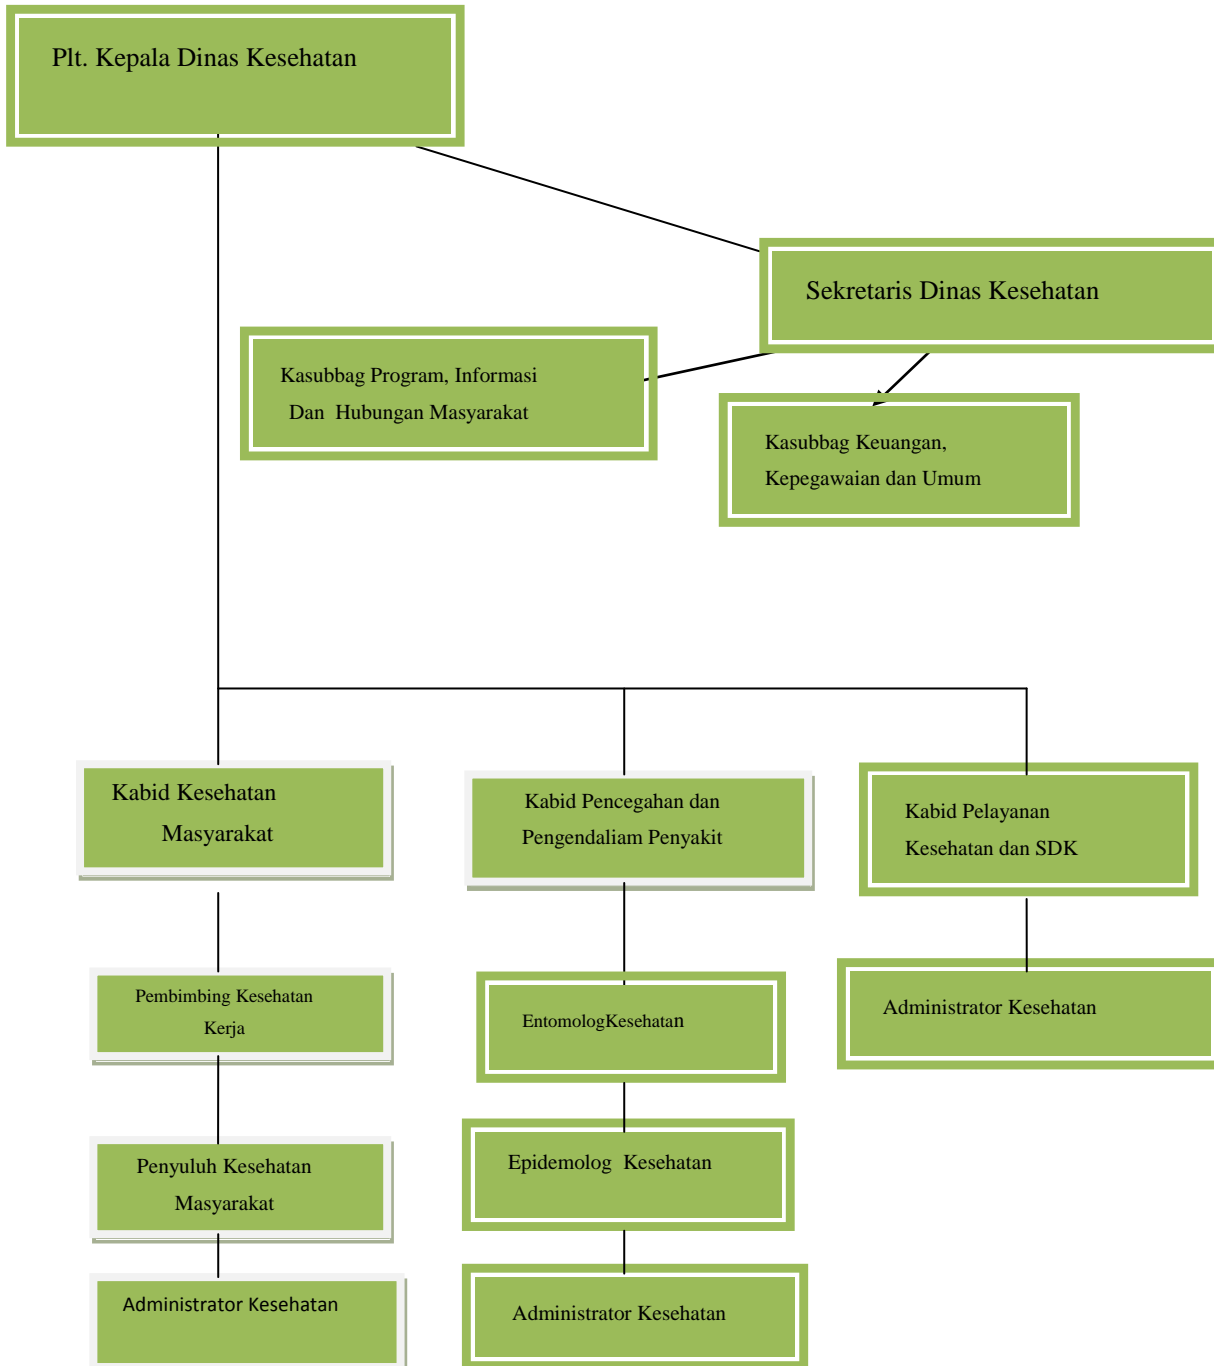 Plt. Kepala Dinas Kesehatan
Sekretaris Dinas Kesehatan
Kasubbag Program, Informasi
Dan Hubungan Masyarakat
Kasubbag Keuangan,
Kepegawaian dan Umum
Kabid Kesehatan
Masyarakat
Kabid Pencegahan dan
Pengendaliam Penyakit
Kabid Pelayanan
Kesehatan dan SDK
Pembimbing Kesehatan
Kerja
EntomologKesehatan
Administrator Kesehatan
Penyuluh Kesehatan
Masyarakat
Epidemolog Kesehatan
Administrator Kesehatan
Administrator Kesehatan